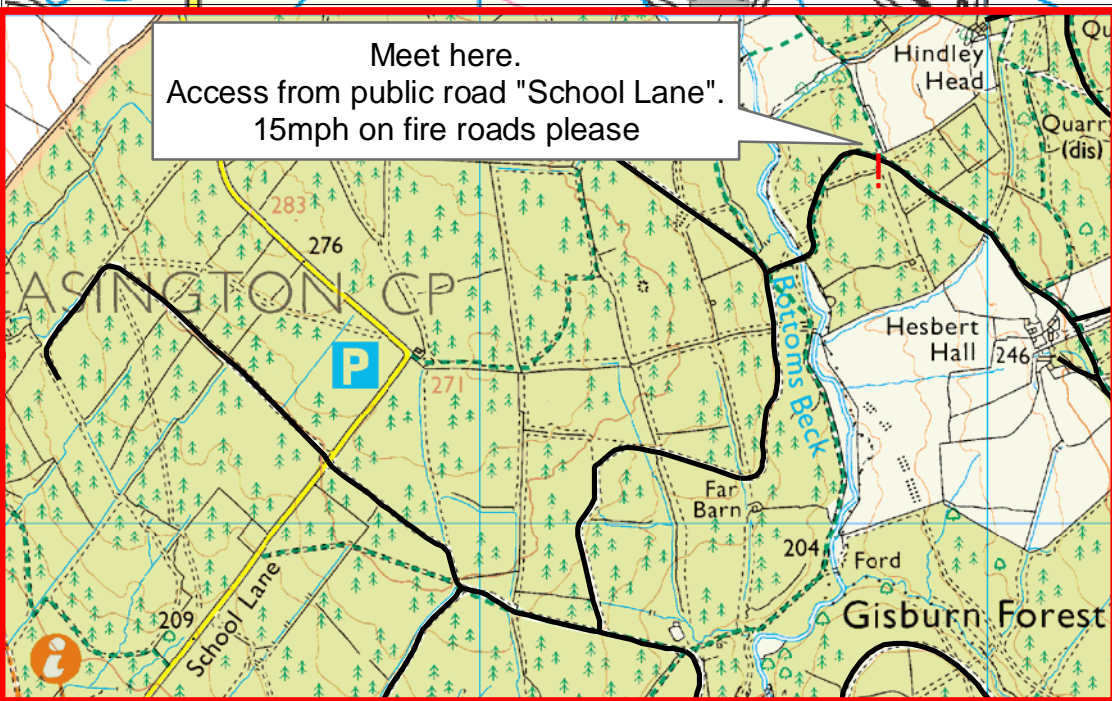 Meet here.
Access from public road "School Lane".
15mph on fire roads please
Hindley
Head
Qu
Quarry
(dis)
283
276
ASINGTON CP
P
271
Bottoms Beck
Hesbert
Hall
246
Far
Barn
204
Ford
Gisburn Forest
209
School Lane
i